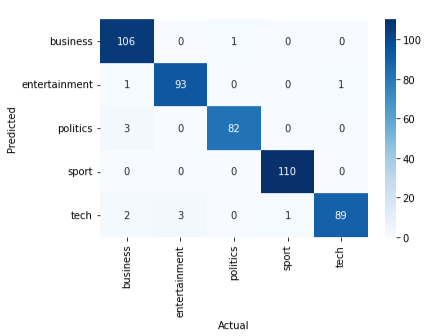 business 106 0 1 0 0
entertainment 1 93 0 0 1
politics 3 0 82 0 0
sport 0 0 0 110 0
tech 2 3 0 1 89
Predicted
business entertainment politics sport tech
Actual
100
80
60
40
20
0